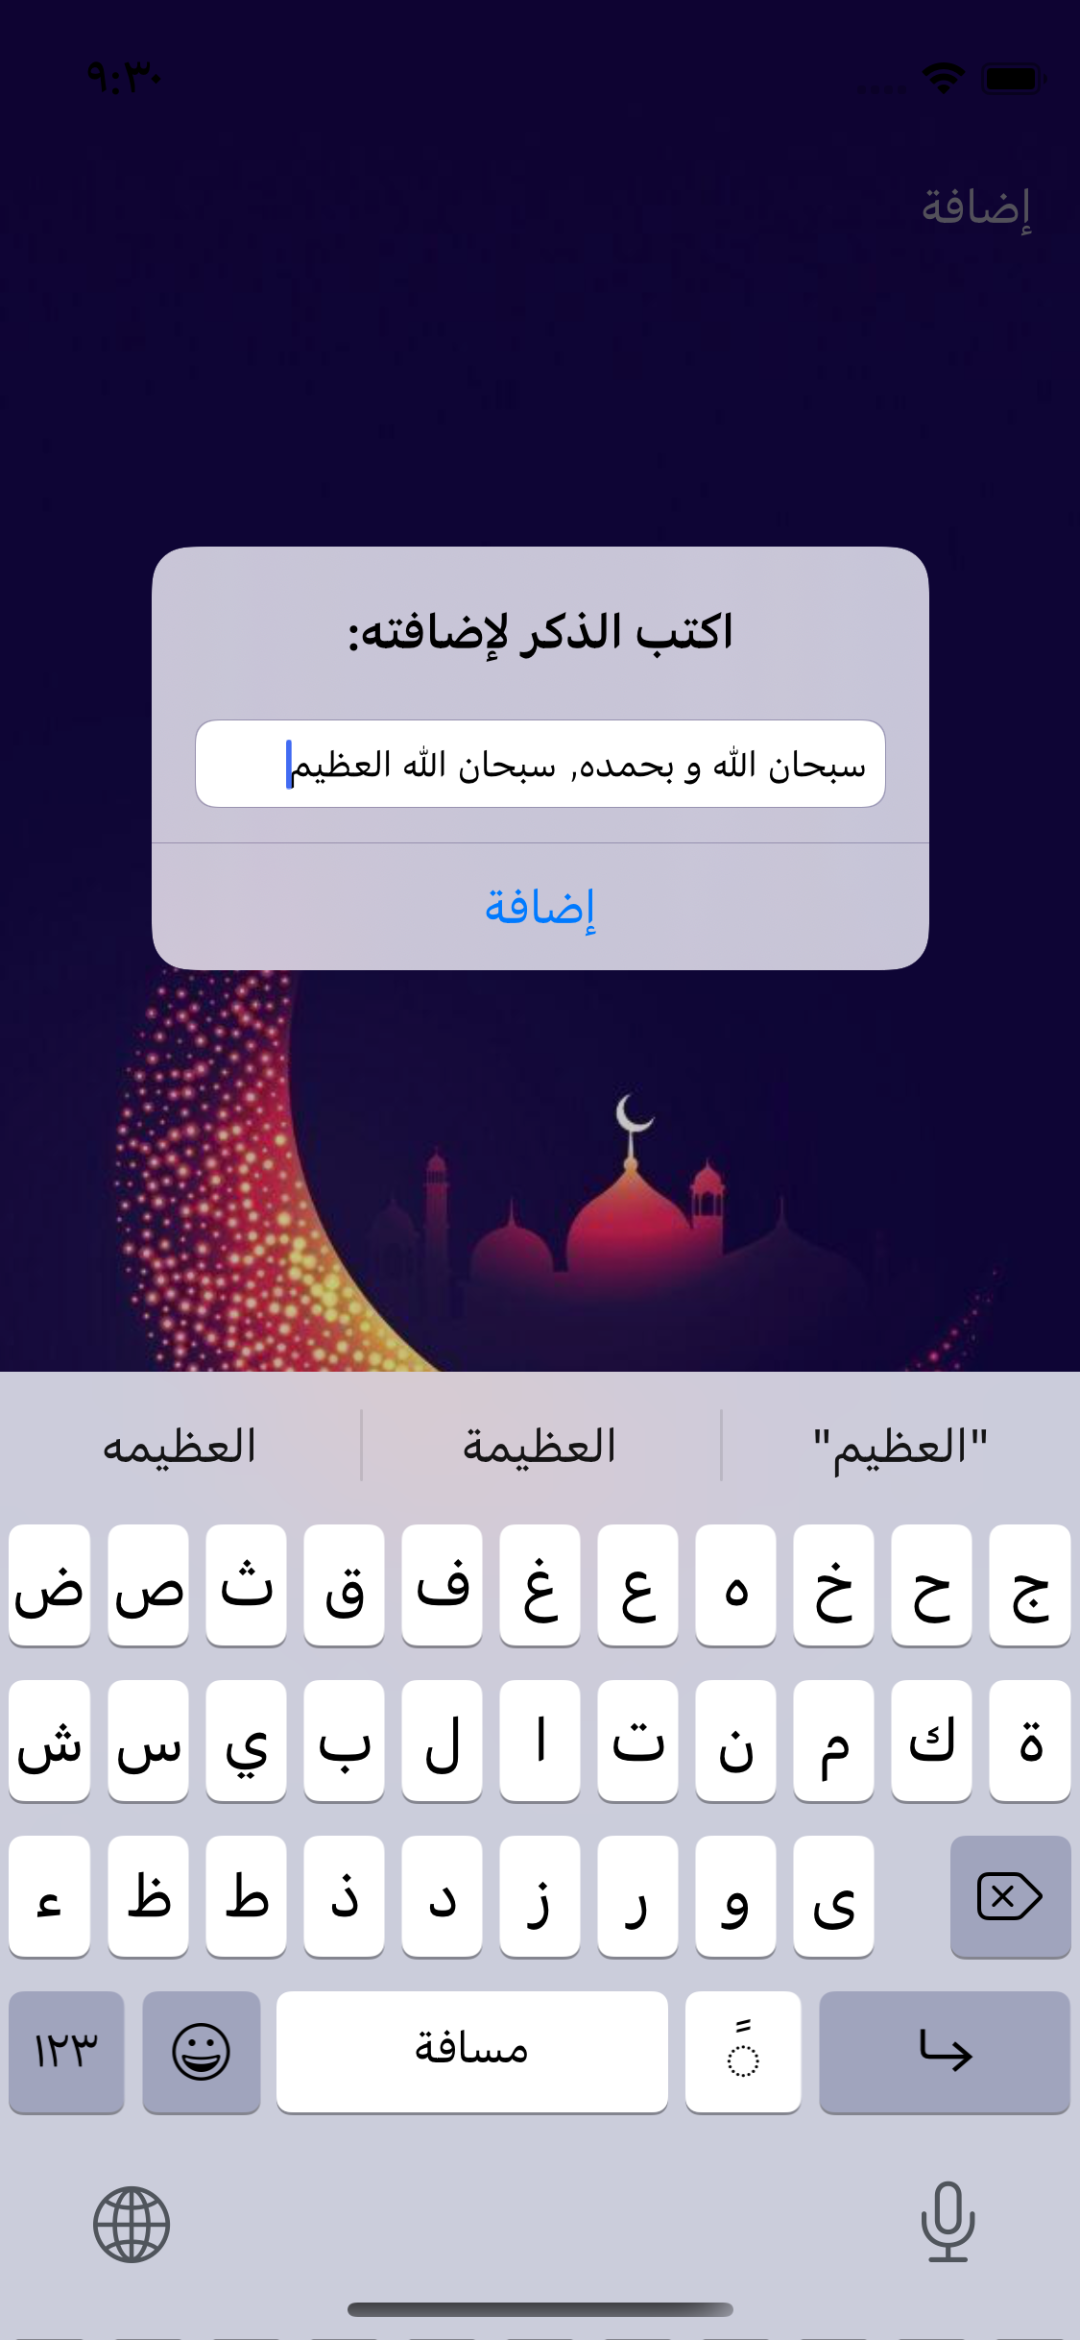 ٩:٣٠
إضافة
اكتب الذكر لإضافته:
سبحان الله و بحمده, سبحان الله العظيم
إضافة
"العظيم" العظيمة العظيمه
ض ص ث ق ف غ ع ه خ ح ج
ش س ي ب ل ا ت ن م ك ة
ء ظ ط ذ د ز ر و ى
١٢٣ مسافة ً